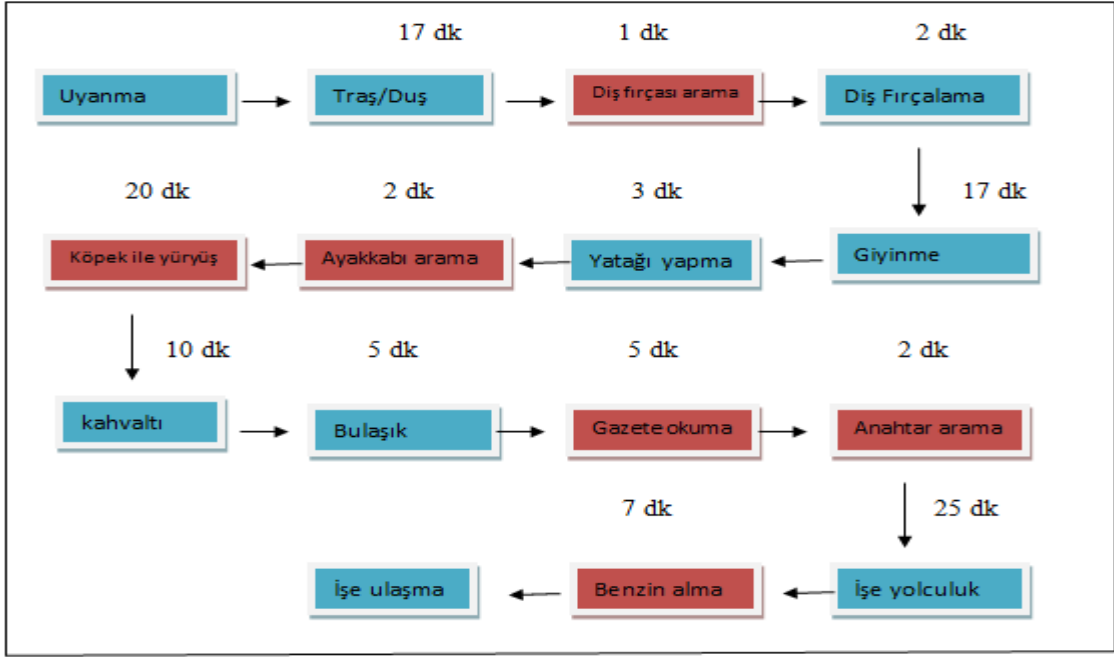 17 dk 1 dk 2 dk
Uyanma Traş/Duş Diş fırçası arama Diş Fırçalama
20 dk 2 dk 3 dk 17 dk
Köpek ile yüryüş Ayakkabı arama Yatağı yapma Giyinme
10 dk 5 dk 5 dk 2 dk
kahvaltı Bulaşık Gazete okuma Anahtar arama
7 dk 25 dk
İşe ulaşma Benzin alma İşe yolculuk